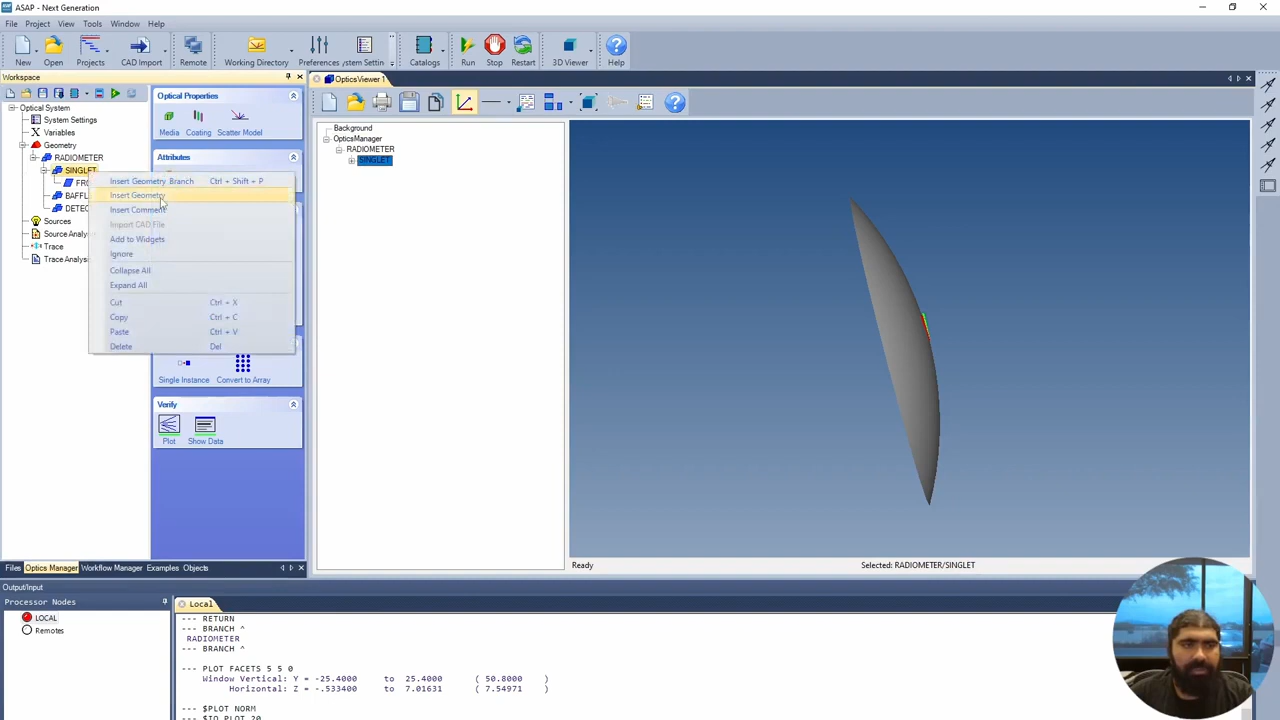 ASAP - Next Generation
File Project View Tools Window Help
New Open Projects CAD Import Remote Working Directory Preferences Catalogs Run Stop Restart 3D Viewer Help
Workspace
OpticsViewer 1
Optical System
System Settings
Variables
Geometry
RADIOMETER
SINGLET
Sources
Trace
Optical Properties
Media Coating Scatter Model
Attributes
Insert Geometry Branch Ctrl + Shift + P
Insert Geometry
Insert Comment
Import CAD File
Add to Widgets
Ignore
Collapse All
Expand All
Cut Ctrl + X
Copy Ctrl + C
Paste Ctrl + V
Delete Del
Single Instance Convert to Array
Verify
Plot Show Data
Background
OpticsManager
RADIOMETER
SINGLET
Ready Selected: RADIOMETER/SINGLET
Files Optics Manager Workflow Manager Examples Objects
Output/Input
Processor Nodes
LOCAL
Remotes
Local
--- RETURN
--- BRANCH ^
RADIOMETER
--- BRANCH ^
--- PLOT FACETS 5 5 0
Window Vertical: Y = -25.4000 to 25.4000 ( 50.8000 )
Horizontal: Z = -.533400 to 7.01631 ( 7.54971 )
--- $PLOT NORM
--- $IO PLOT 20